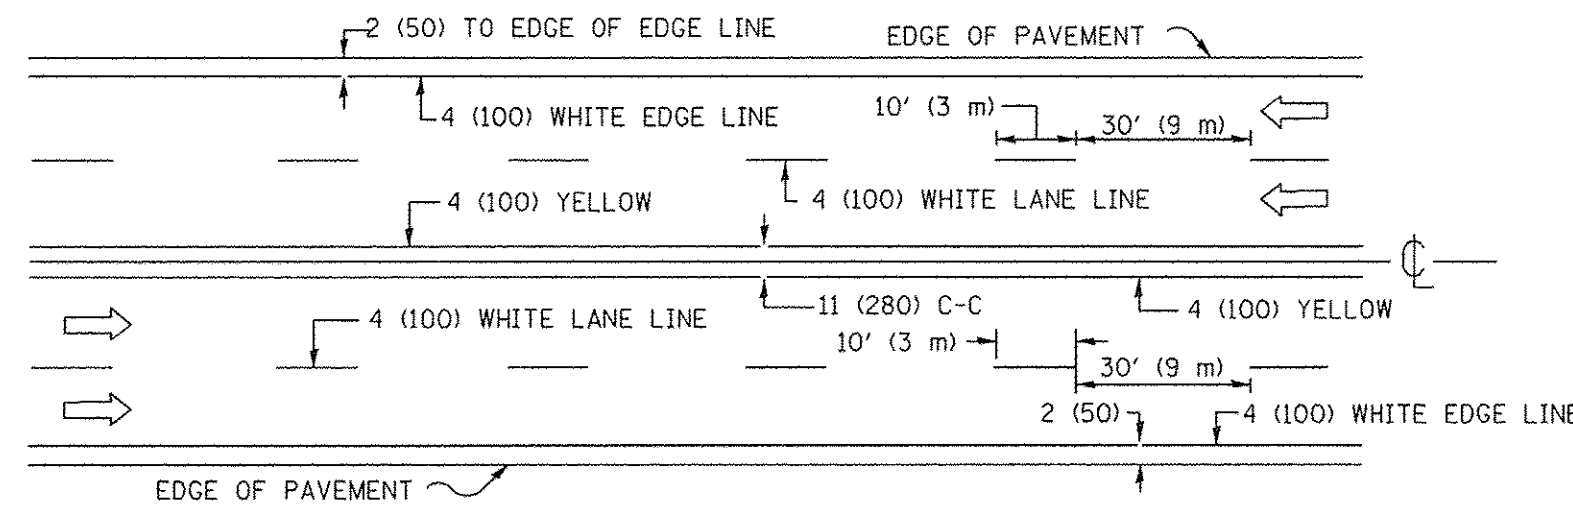 2 (50) TO EDGE OF EDGE LINE
EDGE OF PAVEMENT
4 (100) WHITE EDGE LINE
10' (3 m)
30' (9 m)
4 (100) YELLOW
4 (100) WHITE LANE LINE
11 (280) C-C
4 (100) YELLOW
4 (100) WHITE LANE LINE
10' (3 m)
30' (9 m)
2 (50)
4 (100) WHITE EDGE LINE
EDGE OF PAVEMENT